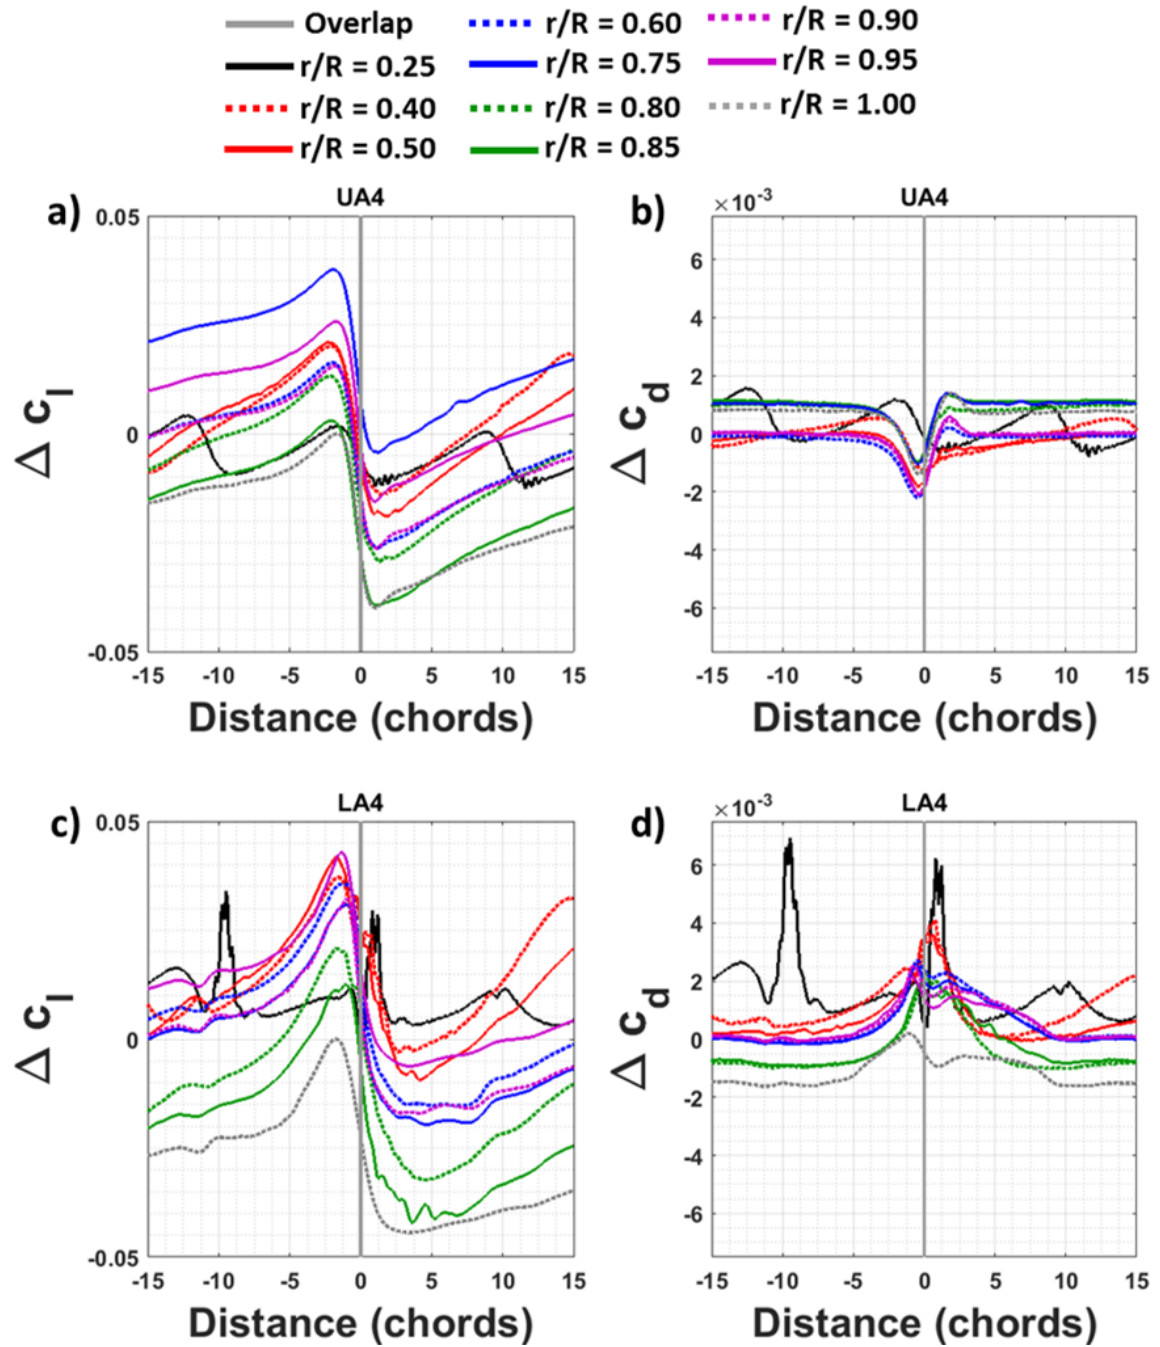 Overlap
r/R = 0.25
r/R = 0.40
r/R = 0.50
r/R = 0.60
r/R = 0.75
r/R = 0.80
r/R = 0.85
r/R = 0.90
r/R = 0.95
r/R = 1.00
a)
UA4
0.05
0
-0.05
Δ cl
-15 -10 -5 0 5 10 15
Distance (chords)
b)
×10-3
UA4
6
4
2
0
-2
-4
-6
Δ cd
-15 -10 -5 0 5 10 15
Distance (chords)
c)
LA4
0.05
0
-0.05
Δ cl
-15 -10 -5 0 5 10 15
Distance (chords)
d)
×10-3
LA4
6
4
2
0
-2
-4
-6
Δ cd
-15 -10 -5 0 5 10 15
Distance (chords)